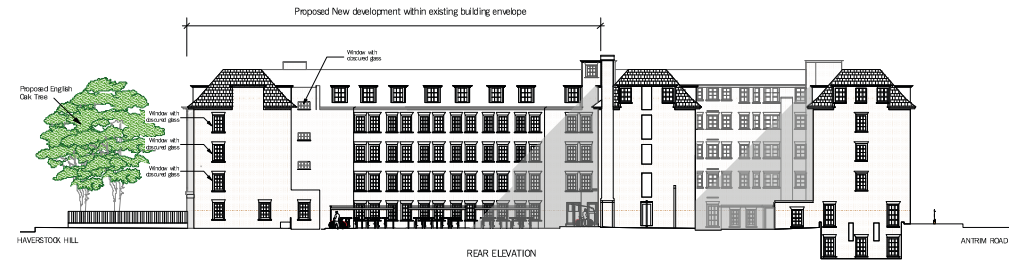 Proposed New development within existing building envelope
Window with
obscured glass
Proposed English
Oak Tree
Window with
obscured glass
Window with
obscured glass
Window with
obscured glass
HAVERSTOCK HILL
REAR ELEVATION
ANTRIM ROAD